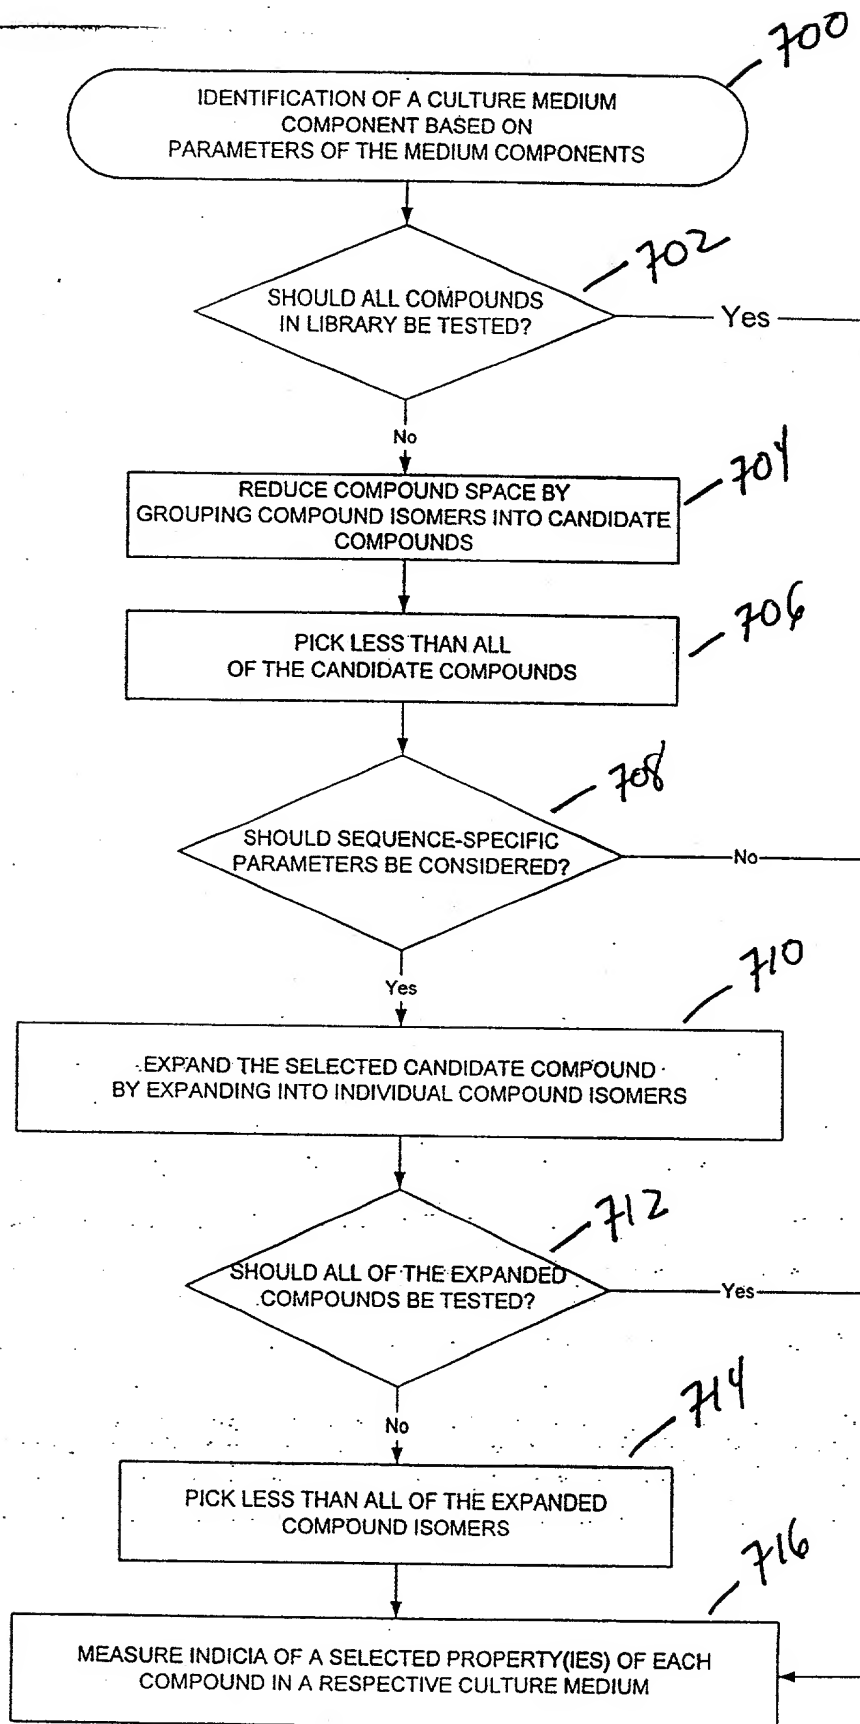 700
IDENTIFICATION OF A CULTURE MEDIUM
COMPONENT BASED ON
PARAMETERS OF THE MEDIUM COMPONENTS
702
SHOULD ALL COMPOUNDS
IN LIBRARY BE TESTED?
Yes
No
704
REDUCE COMPOUND SPACE BY
GROUPING COMPOUND ISOMERS INTO CANDIDATE
COMPOUNDS
706
PICK LESS THAN ALL
OF THE CANDIDATE COMPOUNDS
708
SHOULD SEQUENCE-SPECIFIC
PARAMETERS BE CONSIDERED?
No
Yes
710
EXPAND THE SELECTED CANDIDATE COMPOUND
BY EXPANDING INTO INDIVIDUAL COMPOUND ISOMERS
712
SHOULD ALL OF THE EXPANDED
COMPOUNDS BE TESTED?
Yes
No
714
PICK LESS THAN ALL OF THE EXPANDED
COMPOUND ISOMERS
716
MEASURE INDICIA OF A SELECTED PROPERTY(IES) OF EACH
COMPOUND IN A RESPECTIVE CULTURE MEDIUM